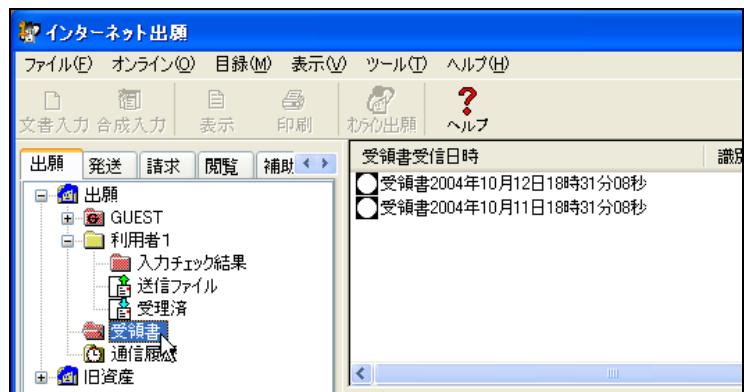 インターネット出願
ファイル(F) オンライン(O) 目録(M) 表示(V) ツール(T) ヘルプ(H)
文書入力 合成入力 表示 印刷 オンライン出願 ヘルプ
出願 発送 請求 閲覧 補助
受領書受信日時 識別
受領書2004年10月12日18時31分08秒
受領書2004年10月11日18時31分08秒
出願
GUEST
利用者1
入力チェック結果
送信ファイル
受理済
受領書
通信履歴
旧資産